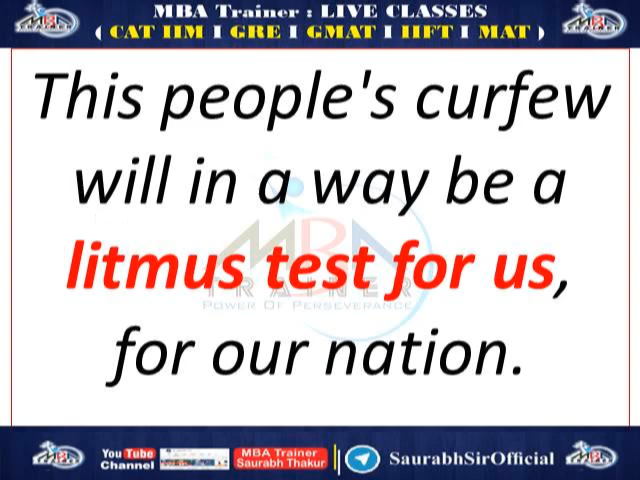 MBA Trainer : LIVE CLASSES
( CAT IIM I GRE I GMAT I IIFT I MAT )
This people's curfew
will in a way be a
litmus test for us,
for our nation.
MBA
TRAINER
POWER OF PERSEVERANCE
YouTube Channel
MBA Trainer
Saurabh Thakur
SaurabhSirOfficial